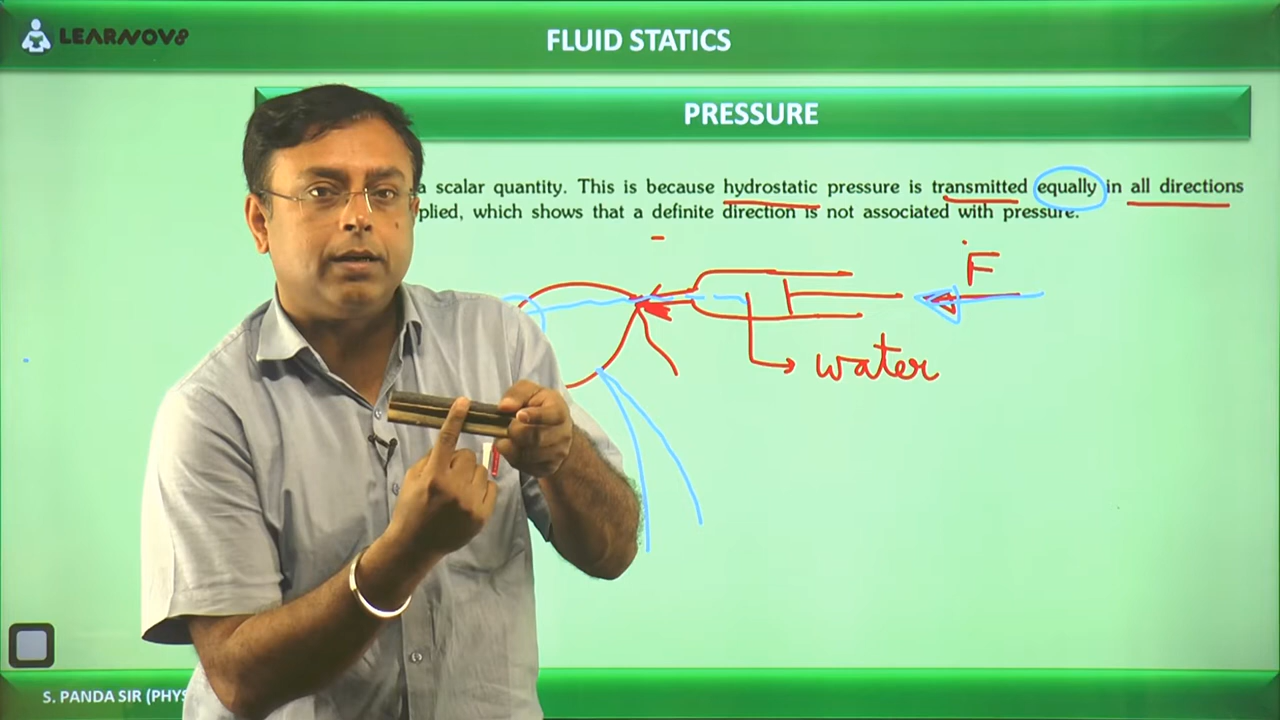 LEARNOV8
FLUID STATICS
PRESSURE
a scalar quantity. This is because hydrostatic pressure is transmitted equally in all directions
plied, which shows that a definite direction is not associated with pressure.
F
water
S. PANDA SIR (PHYS